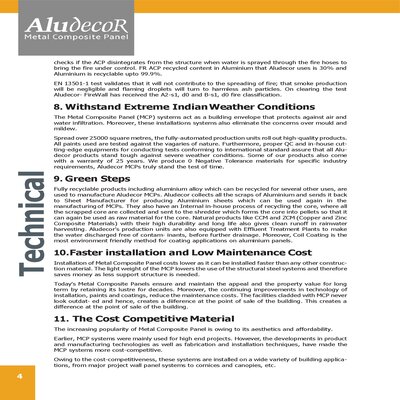 AludecoR
Metal Composite Panel
checks if the ACP disintegrates from the structure when water is sprayed through the fire hoses to
bring the fire under control. FR ACP recycled content in Aluminium that Aludecor uses is 30% and
Aluminium is recyclable upto 99.9%.
EN 13501-1 test validates that it will not contribute to the spreading of fire; that smoke production
will be negligible and flaming droplets will turn to harmless ash particles. On clearing the test
Aludecor- FireWall has received the A2-s1, d0 and B-s1, d0 fire classification.
8. Withstand Extreme Indian Weather Conditions
The Metal Composite Panel (MCP) systems act as a building envelope that protects against air and
water infiltration. Moreover, these installations systems also eliminate the concerns over mould and
mildew.
Spread over 25000 square metres, the fully-automated production units roll out high-quality products.
All paints used are tested against the vagaries of nature. Furthermore, proper QC and in-house cut-
ting-edge equipments for conducting tests conforming to international standard assure that all Alu-
decor products stand tough against severe weather conditions. Some of our products also come
with a warranty of 25 years. We produce 0 Negative Tolerance materials for specific industry
requirements, Aludecor MCPs truly stand the test of time.
9. Green Steps
Fully recyclable products including aluminium alloy which can be recycled for several other uses, are
used to manufacture Aludecor MCPs. Aludecor collects all the scraps of Aluminium and sends it back
to Sheet Manufacturer for producing Aluminium sheets which can be used again in the
manufacturing of MCPs. They also have an Internal in-house process of recycling the core, where all
the scrapped core are collected and sent to the shredder which forms the core into pellets so that it
can again be used as raw material for the core. Natural products like CCM and ZCM (Copper and Zinc
Composite Materials) with their high durability and long life also gives clean runoff in rainwater
harvesting. Aludecor's production units are also equipped with Effluent Treatment Plants to make
the water discharged free of contam- inants, before further drainage. Moreover, Coil Coating is the
most environment friendly method for coating applications on aluminium panels.
10.Faster installation and Low Maintenance Cost
Installation of Metal Composite Panel costs lower as it can be installed faster than any other construc-
tion material. The light weight of the MCP lowers the use of the structural steel systems and therefore
saves money as less support structure is needed.
Today's Metal Composite Panels ensure and maintain the appeal and the property value for long
term by retaining its lustre for decades. Moreover, the continuing improvements in technology of
installation, paints and coatings, reduce the maintenance costs. The facilities cladded with MCP never
look outdat- ed and hence, creates a difference at the point of sale of the building. This creates a
difference at the point of sale of the building.
11. The Cost Competitive Material
The increasing popularity of Metal Composite Panel is owing to its aesthetics and affordability.
Earlier, MCP systems were mainly used for high end projects. However, the developments in product
and manufacturing technologies as well as fabrication and installation techniques, have made the
MCP systems more cost-competitive.
Owing to the cost-competitiveness, these systems are installed on a wide variety of building applica-
tions, from major project wall panel systems to cornices and canopies, etc.
Technical
4